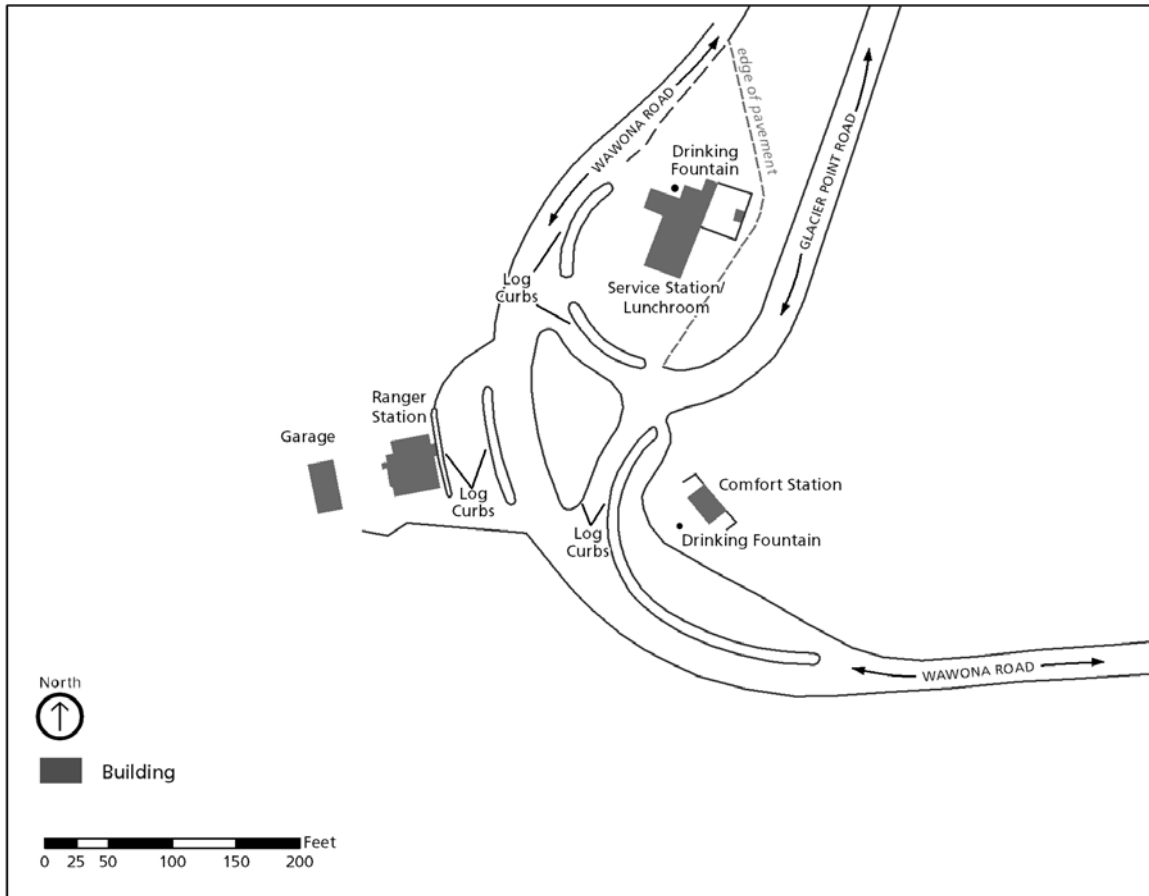 WAWONA ROAD
edge of pavement
GLACIER POINT ROAD
Drinking
Fountain
Log
Curbs
Service Station/
Lunchroom
Ranger
Station
Garage
Log
Curbs
Comfort Station
Log
Curbs
Drinking Fountain
WAWONA ROAD
North
Building
Feet
0 25 50 100 150 200